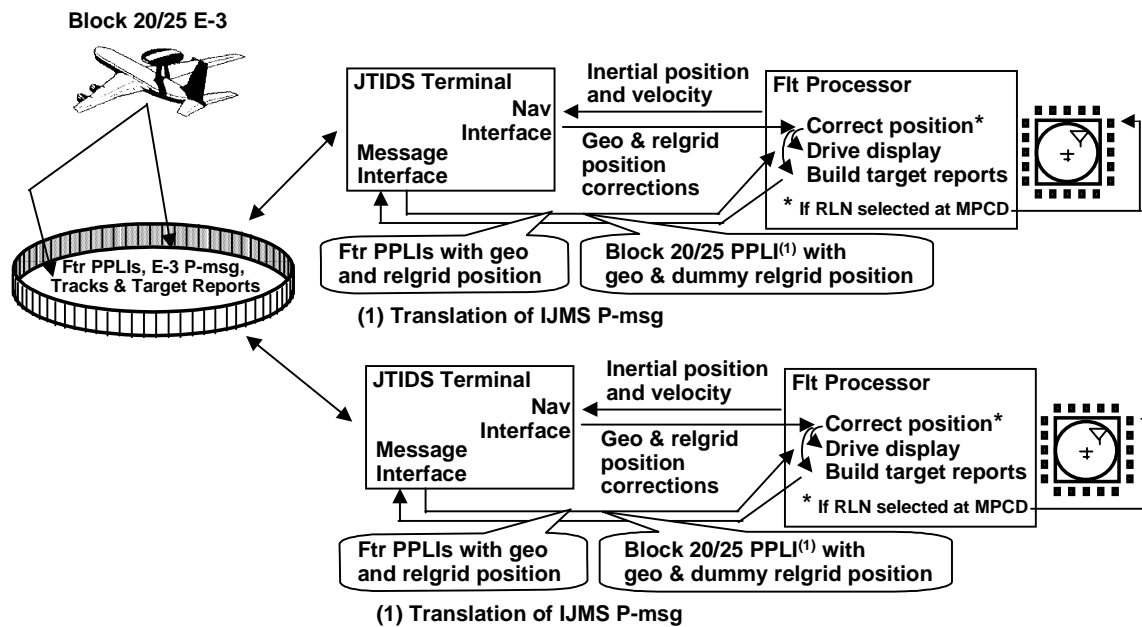 Block 20/25 E-3
Ftr PPLIs, E-3 P-msg,
Tracks & Target Reports
JTIDS Terminal
Nav
Interface
Message
Interface
Inertial position
and velocity
Geo & relgrid
position
corrections
Flt Processor
Correct position*
Drive display
Build target reports
* If RLN selected at MPCD
Ftr PPLIs with geo
and relgrid position
Block 20/25 PPLI(1) with
geo & dummy relgrid position
(1) Translation of IJMS P-msg
JTIDS Terminal
Nav
Interface
Message
Interface
Inertial position
and velocity
Geo & relgrid
position
corrections
Flt Processor
Correct position*
Drive display
Build target reports
* If RLN selected at MPCD
Ftr PPLIs with geo
and relgrid position
Block 20/25 PPLI(1) with
geo & dummy relgrid position
(1) Translation of IJMS P-msg